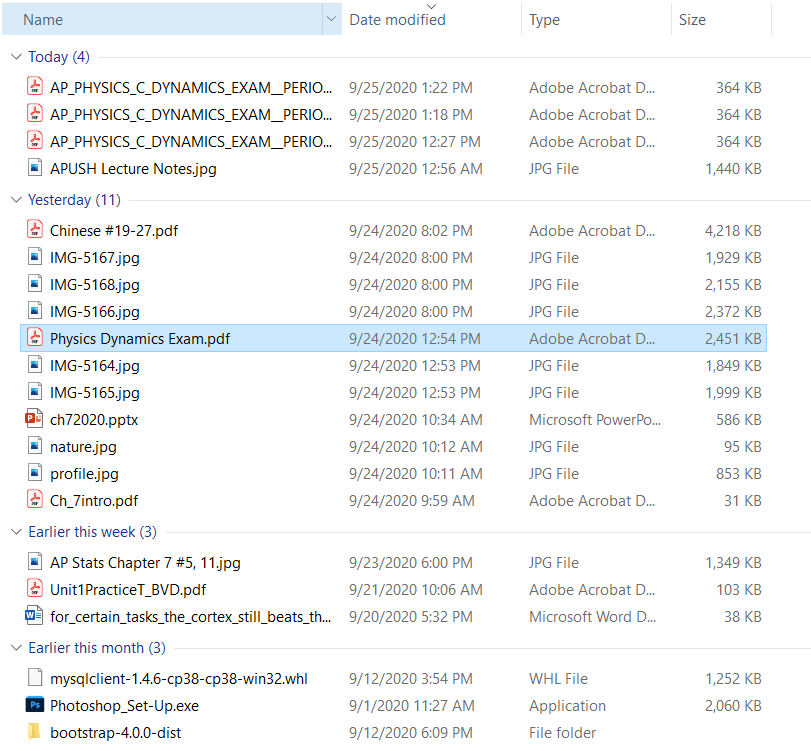 Name Date modified Type Size
Today (4)
AP_PHYSICS_C_DYNAMICS_EXAM__PERIO... 9/25/2020 1:22 PM Adobe Acrobat D... 364 KB
AP_PHYSICS_C_DYNAMICS_EXAM__PERIO... 9/25/2020 1:18 PM Adobe Acrobat D... 364 KB
AP_PHYSICS_C_DYNAMICS_EXAM__PERIO... 9/25/2020 12:27 PM Adobe Acrobat D... 364 KB
APUSH Lecture Notes.jpg 9/25/2020 12:56 AM JPG File 1,440 KB
Yesterday (11)
Chinese #19-27.pdf 9/24/2020 8:02 PM Adobe Acrobat D... 4,218 KB
IMG-5167.jpg 9/24/2020 8:00 PM JPG File 1,929 KB
IMG-5168.jpg 9/24/2020 8:00 PM JPG File 2,155 KB
IMG-5166.jpg 9/24/2020 8:00 PM JPG File 2,372 KB
Physics Dynamics Exam.pdf 9/24/2020 12:54 PM Adobe Acrobat D... 2,451 KB
IMG-5164.jpg 9/24/2020 12:53 PM JPG File 1,849 KB
IMG-5165.jpg 9/24/2020 12:53 PM JPG File 1,999 KB
ch72020.pptx 9/24/2020 10:34 AM Microsoft PowerPo... 586 KB
nature.jpg 9/24/2020 10:12 AM JPG File 95 KB
profile.jpg 9/24/2020 10:11 AM JPG File 853 KB
Ch_7intro.pdf 9/24/2020 9:59 AM Adobe Acrobat D... 31 KB
Earlier this week (3)
AP Stats Chapter 7 #5, 11.jpg 9/23/2020 6:00 PM JPG File 1,349 KB
Unit1PracticeT_BVD.pdf 9/21/2020 10:06 AM Adobe Acrobat D... 103 KB
for_certain_tasks_the_cortex_still_beats_th... 9/20/2020 5:32 PM Microsoft Word D... 38 KB
Earlier this month (3)
mysqlclient-1.4.6-cp38-cp38-win32.whl 9/12/2020 3:54 PM WHL File 1,252 KB
Photoshop_Set-Up.exe 9/1/2020 11:27 AM Application 2,060 KB
bootstrap-4.0.0-dist 9/12/2020 6:09 PM File folder